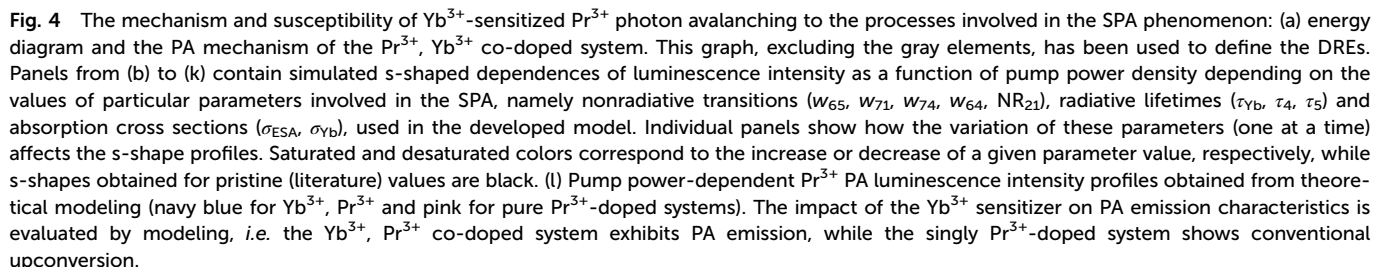 Fig. 4 The mechanism and susceptibility of Yb³⁺-sensitized Pr³⁺ photon avalanching to the processes involved in the SPA phenomenon: (a) energy
diagram and the PA mechanism of the Pr³⁺, Yb³⁺ co-doped system. This graph, excluding the gray elements, has been used to define the DREs.
Panels from (b) to (k) contain simulated s-shaped dependences of luminescence intensity as a function of pump power density depending on the
values of particular parameters involved in the SPA, namely nonradiative transitions (w₆₅, w₇₁, w₇₄, w₆₄, NR₂₁), radiative lifetimes (τYb, τ₄, τ₅) and
absorption cross sections (σESA, σYb), used in the developed model. Individual panels show how the variation of these parameters (one at a time)
affects the s-shape profiles. Saturated and desaturated colors correspond to the increase or decrease of a given parameter value, respectively, while
s-shapes obtained for pristine (literature) values are black. (l) Pump power-dependent Pr³⁺ PA luminescence intensity profiles obtained from theore-
tical modeling (navy blue for Yb³⁺, Pr³⁺ and pink for pure Pr³⁺-doped systems). The impact of the Yb³⁺ sensitizer on PA emission characteristics is
evaluated by modeling, i.e. the Yb³⁺, Pr³⁺ co-doped system exhibits PA emission, while the singly Pr³⁺-doped system shows conventional
upconversion.